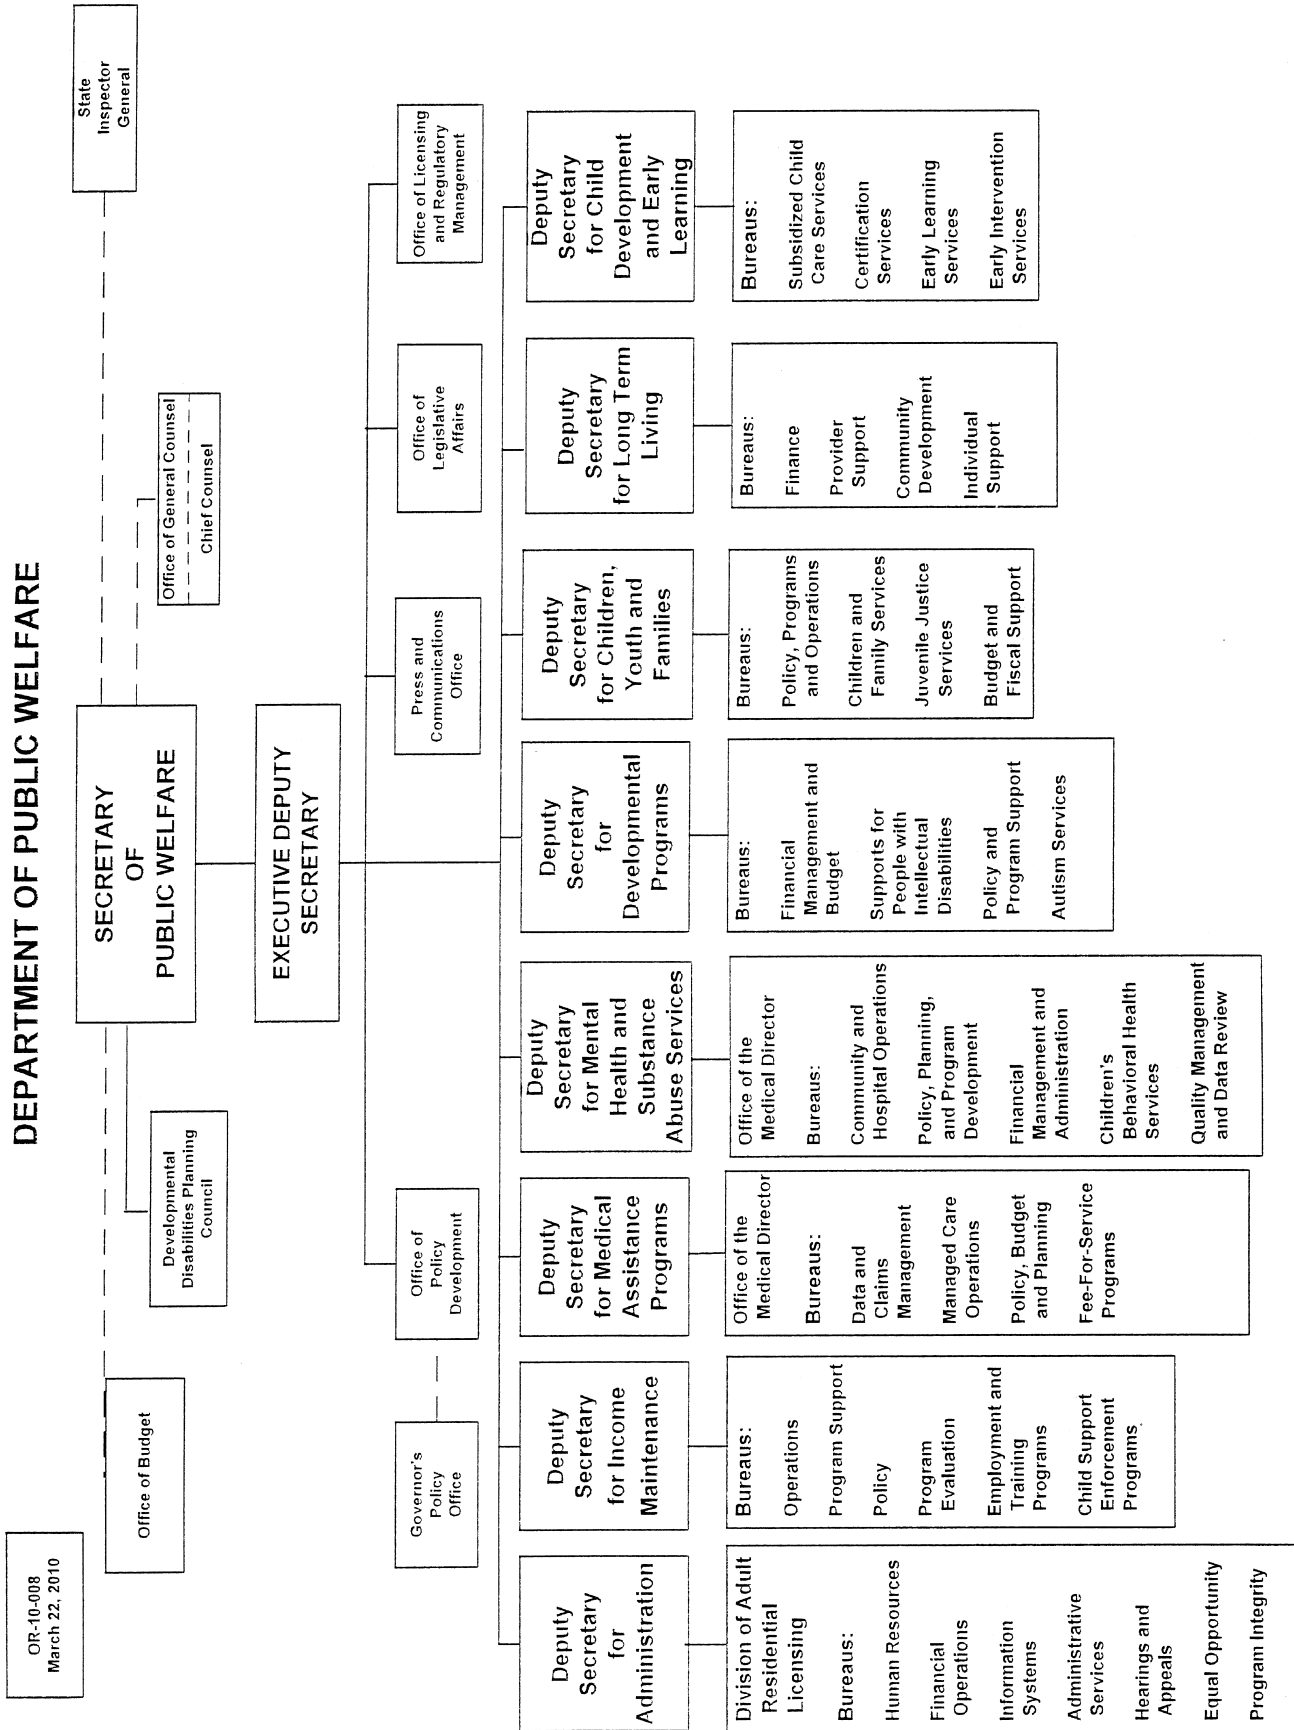 OR-10-008
March 22, 2010
DEPARTMENT OF PUBLIC WELFARE
SECRETARY
OF
PUBLIC WELFARE
State
Inspector
General
Office of Budget
Developmental
Disabilities Planning
Council
Office of General Counsel
Chief Counsel
EXECUTIVE DEPUTY
SECRETARY
Governor's
Policy
Office
Office of
Policy
Development
Press and
Communications
Office
Office of
Legislative
Affairs
Office of Licensing
and Regulatory
Management
Deputy
Secretary
for
Administration
Division of Adult
Residential
Licensing
Bureaus:
Human Resources
Financial
Operations
Information
Systems
Administrative
Services
Hearings and
Appeals
Equal Opportunity
Program Integrity
Deputy
Secretary
for Income
Maintenance
Bureaus:
Operations
Program Support
Policy
Program
Evaluation
Employment and
Training
Programs
Child Support
Enforcement
Programs
Deputy
Secretary
for Medical
Assistance
Programs
Office of the
Medical Director
Bureaus:
Data and
Claims
Management
Managed Care
Operations
Policy, Budget
and Planning
Fee-For-Service
Programs
Deputy
Secretary
for Mental
Health and
Substance
Abuse Services
Office of the
Medical Director
Bureaus:
Community and
Hospital Operations
Policy, Planning,
and Program
Development
Financial
Management and
Administration
Children's
Behavioral Health
Services
Quality Management
and Data Review
Deputy
Secretary
for
Developmental
Programs
Bureaus:
Financial
Management and
Budget
Supports for
People with
Intellectual
Disabilities
Policy and
Program Support
Autism Services
Deputy
Secretary
for Children,
Youth and
Families
Bureaus:
Policy, Programs
and Operations
Children and
Family Services
Juvenile Justice
Services
Budget and
Fiscal Support
Deputy
Secretary
for Long Term
Living
Bureaus:
Finance
Provider
Support
Community
Development
Individual
Support
Deputy
Secretary
for Child
Development
and Early
Learning
Bureaus:
Subsidized Child
Care Services
Certification
Services
Early Learning
Services
Early Intervention
Services